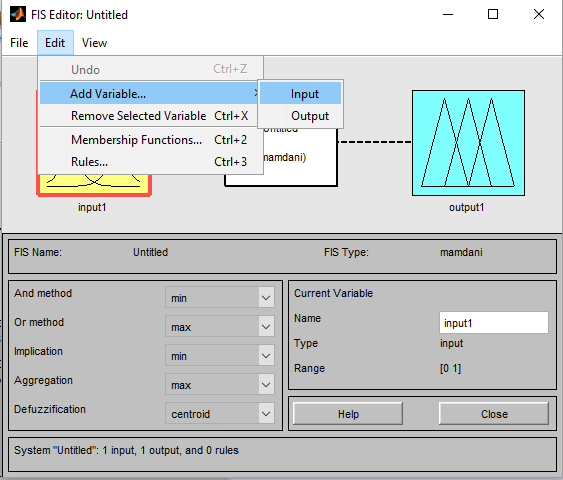 FIS Editor: Untitled
File Edit View
Undo Ctrl+Z
Add Variable... Input
Remove Selected Variable Ctrl+X Output
Membership Functions... Ctrl+2
Rules... Ctrl+3
(mamdani)
input1 output1
FIS Name: Untitled FIS Type: mamdani
And method min
Or method max
Implication min
Aggregation max
Defuzzification centroid
Current Variable
Name input1
Type input
Range [0 1]
Help Close
System "Untitled": 1 input, 1 output, and 0 rules